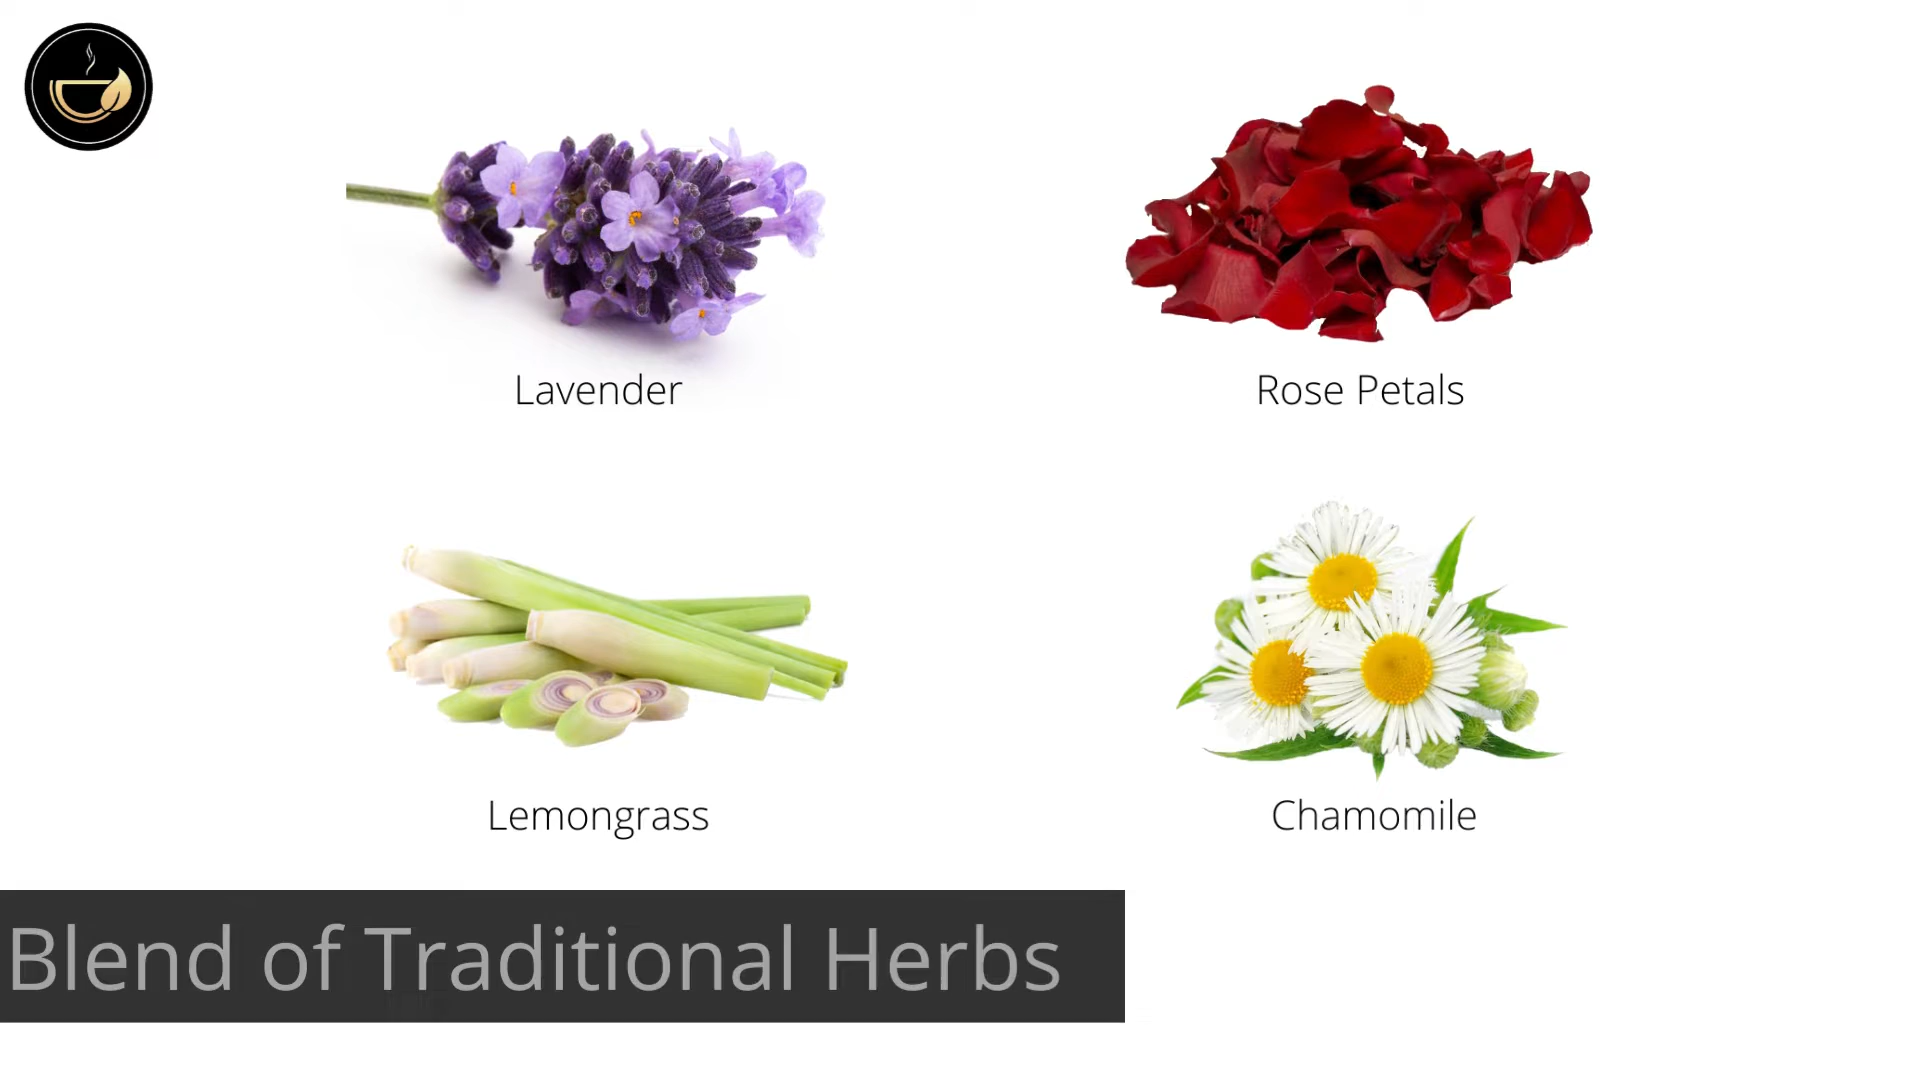 Lavender
Rose Petals
Lemongrass
Chamomile
Blend of Traditional Herbs